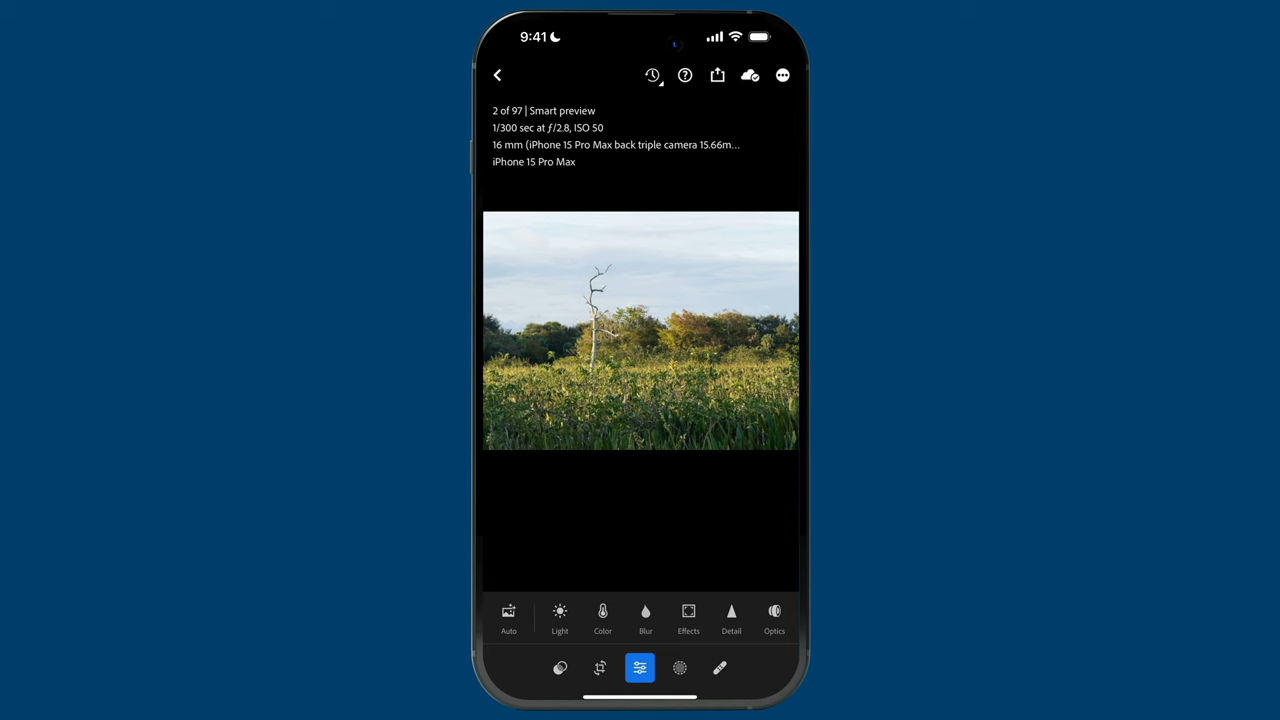 9:41
2 of 97 | Smart preview
1/300 sec at ƒ/2.8, ISO 50
16 mm (iPhone 15 Pro Max back triple camera 15.66m…
iPhone 15 Pro Max
Auto Light Color Blur Effects Detail Optics